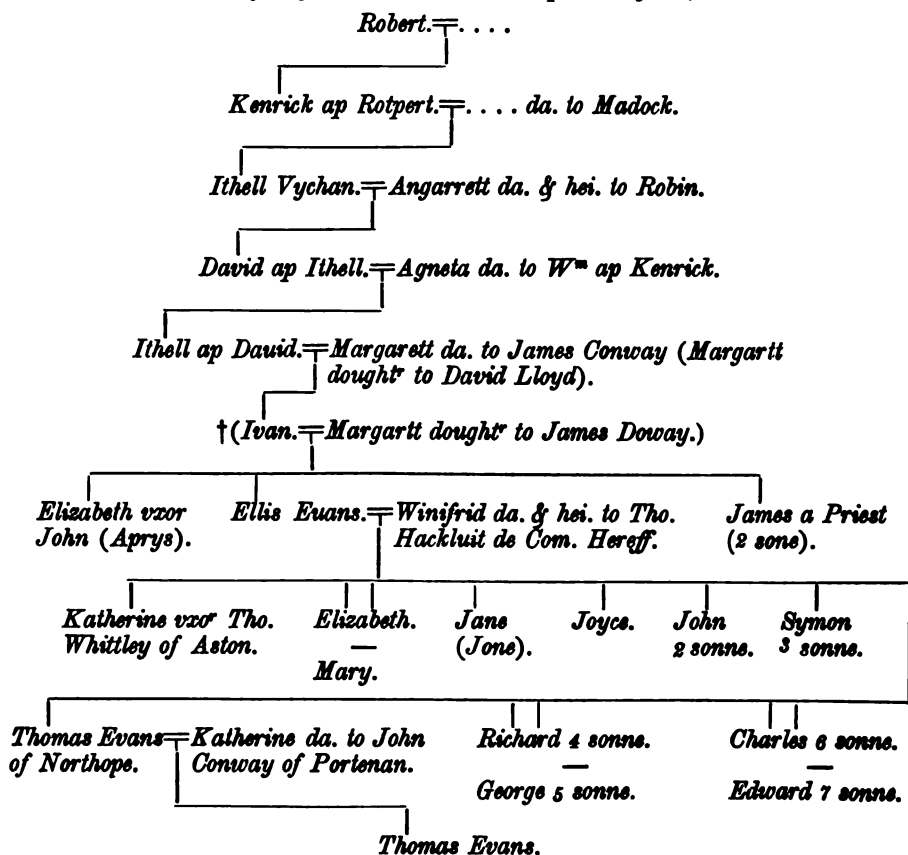 Robert. . . . .
Kenrick ap Rotpert. . . . . da. to Madock.
Ithell Vychan. Angarrett da. & hei. to Robin.
David ap Ithell. Agneta da. to Wᵐ ap Kenrick.
Ithell ap Dauid. Margarett da. to James Conway (Margartt
doughtʳ to David Lloyd).
†(Ivan. Margartt doughtʳ to James Doway.)
Elizabeth vxor Ellis Euans. Winifrid da. & hei. to Tho. James a Priest
John (Aprys). Hackluit de Com. Hereff. (2 sone).
Katherine vxoʳ Tho. Elizabeth. Jane Joyce. John Symon
Whittley of Aston. — (Jone). 2 sonne. 3 sonne.
Mary.
Thomas Evans Katherine da. to John Richard 4 sonne. Charles 6 sonne.
of Northope. Conway of Portenan. — —
George 5 sonne. Edward 7 sonne.
Thomas Evans.